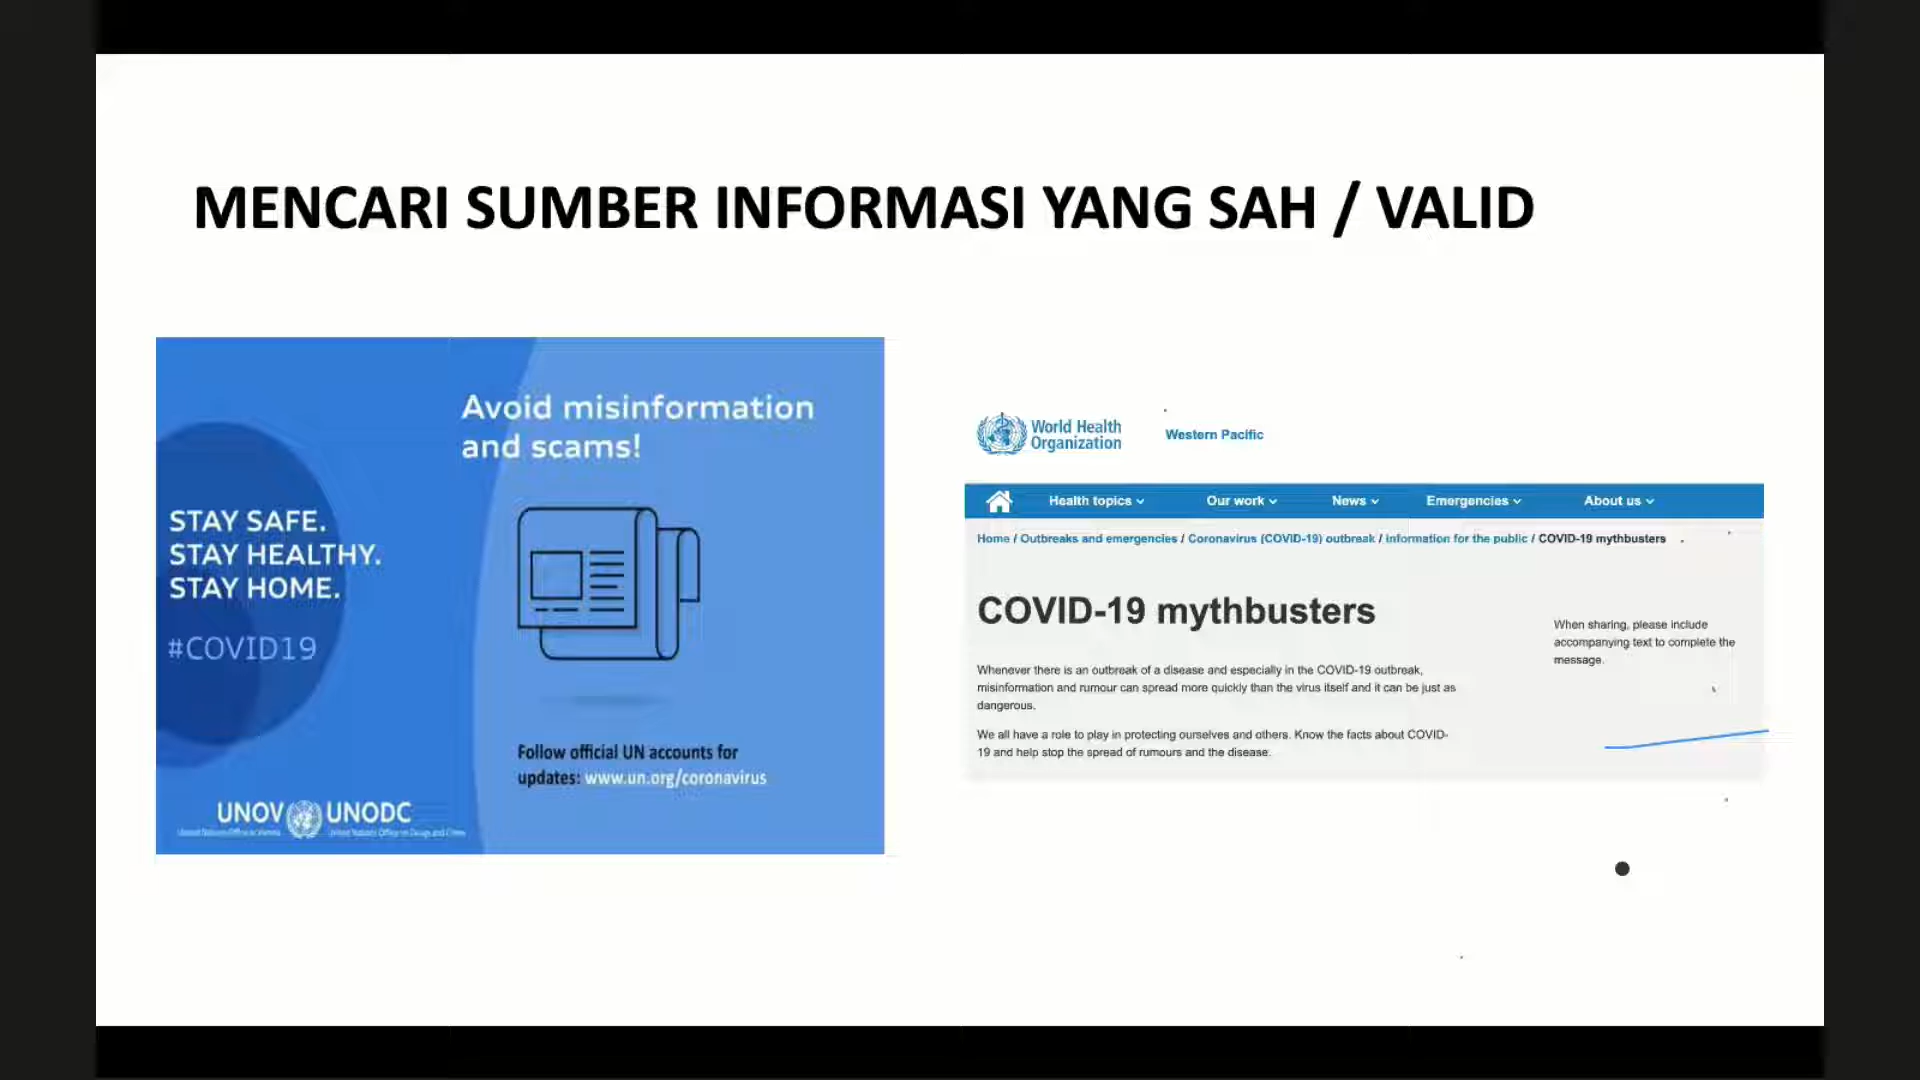 MENCARI SUMBER INFORMASI YANG SAH / VALID
Avoid misinformation
and scams!
STAY SAFE.
STAY HEALTHY.
STAY HOME.
#COVID19
Follow official UN accounts for
updates: www.un.org/coronavirus
UNOV UNODC
World Health
Organization
Western Pacific
Health topics Our work News Emergencies About us
Home / Outbreaks and emergencies / Coronavirus (COVID-19) outbreak / Information for the public / COVID-19 mythbusters
COVID-19 mythbusters
Whenever there is an outbreak of a disease and especially in the COVID-19 outbreak,
misinformation and rumour can spread more quickly than the virus itself and it can be just as
dangerous.
We all have a role to play in protecting ourselves and others. Know the facts about COVID-
19 and help stop the spread of rumours and the disease.
When sharing, please include
accompanying text to complete the
message.